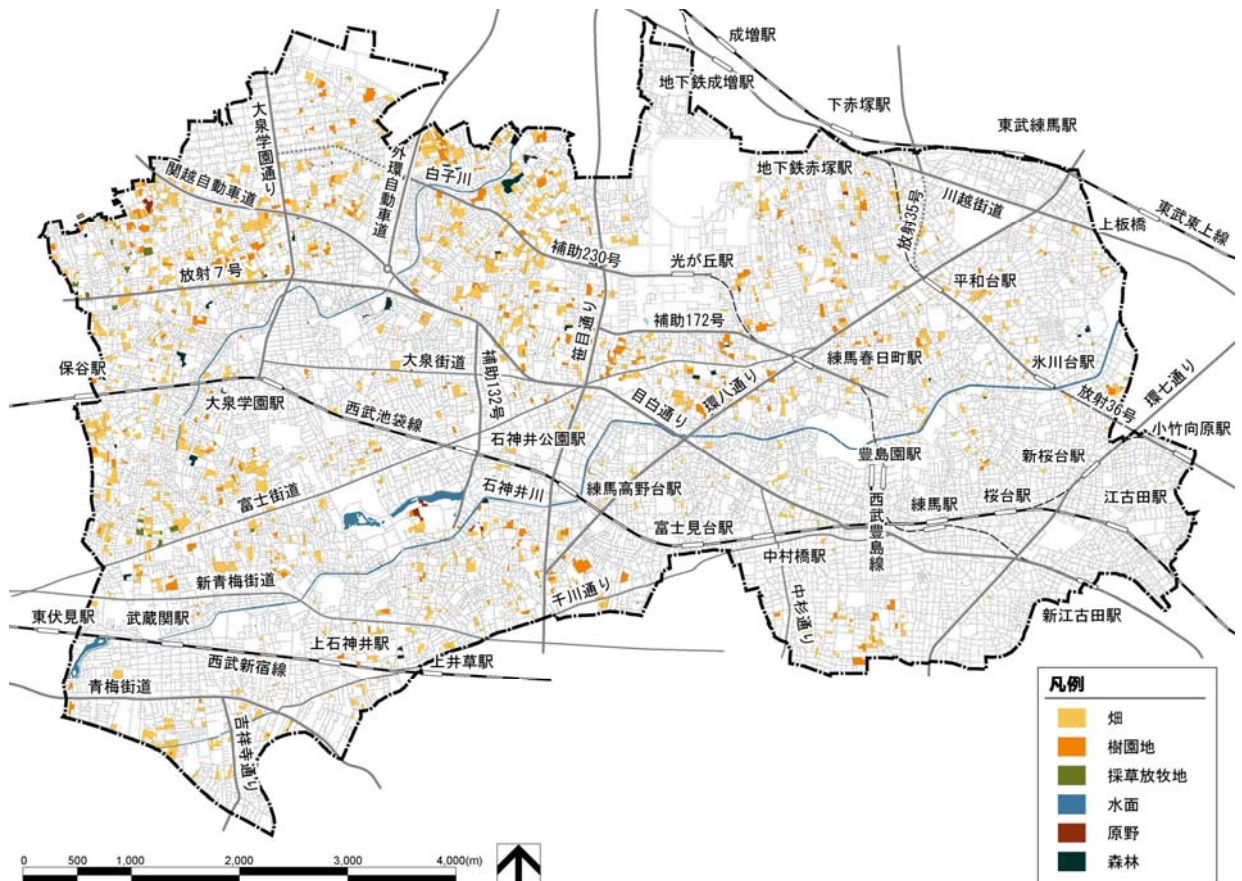 成増駅
地下鉄成増駅
下赤塚駅
東武練馬駅
大泉学園通り
外環自動車道
関越自動車道
白子川
地下鉄赤塚駅
放射35号
川越街道
上板橋
東武東上線
放射7号
補助230号
光が丘駅
平和台駅
笹目通り
補助172号
保谷駅
大泉街道
補助132号
練馬春日町駅
氷川台駅
大泉学園駅
西武池袋線
目白通り
環八通り
放射36号
環七通り
石神井公園駅
小竹向原駅
豊島園駅
新桜台駅
富士街道
石神井川
練馬高野台駅
練馬駅
桜台駅
江古田駅
富士見台駅
西武豊島線
中村橋駅
新青梅街道
千川通り
中杉通り
東伏見駅
武蔵関駅
新江古田駅
上石神井駅
西武新宿線
上井草駅
青梅街道
吉祥寺通り
凡例
畑
樹園地
採草放牧地
水面
原野
森林
0 500 1,000 2,000 3,000 4,000(m)